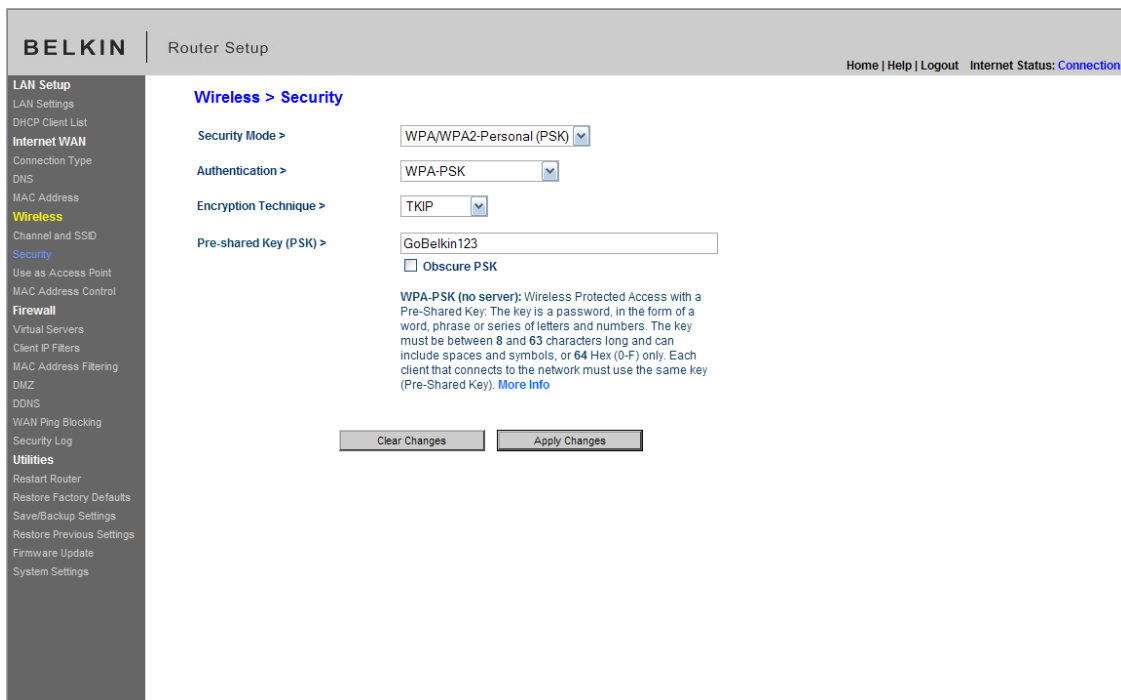 BELKIN
Router Setup
Home | Help | Logout Internet Status: Connection
LAN Setup
LAN Settings
DHCP Client List
Internet WAN
Connection Type
DNS
MAC Address
Wireless
Channel and SSID
Security
Use as Access Point
MAC Address Control
Firewall
Virtual Servers
Client IP Filters
MAC Address Filtering
DMZ
DDNS
WAN Ping Blocking
Security Log
Utilities
Restart Router
Restore Factory Defaults
Save/Backup Settings
Restore Previous Settings
Firmware Update
System Settings
Wireless > Security
Security Mode > WPA/WPA2-Personal (PSK)
Authentication > WPA-PSK
Encryption Technique > TKIP
Pre-shared Key (PSK) > GoBelkin123
Obscure PSK
WPA-PSK (no server): Wireless Protected Access with a
Pre-Shared Key: The key is a password, in the form of a
word, phrase or series of letters and numbers. The key
must be between 8 and 63 characters long and can
include spaces and symbols, or 64 Hex (0-F) only. Each
client that connects to the network must use the same key
(Pre-Shared Key). More Info
Clear Changes Apply Changes